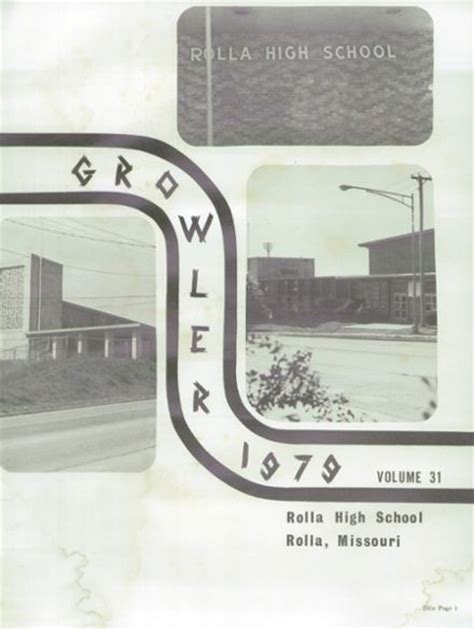 ROLLA HIGH SCHOOL
GROWLER
1979
VOLUME 31
Rolla High School
Rolla, Missouri
Title Page 1